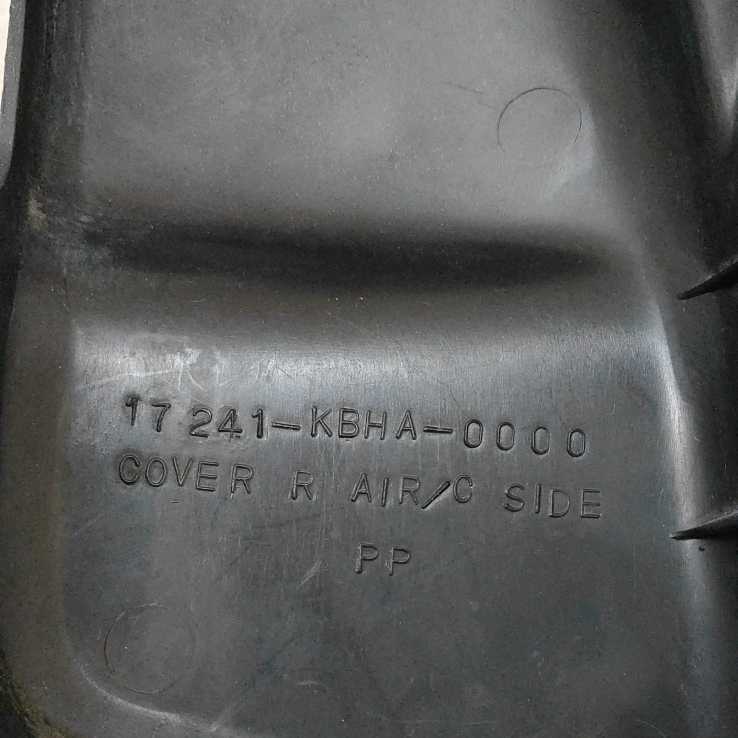 17241-KBHA-0000
COVER R AIR/C SIDE
PP